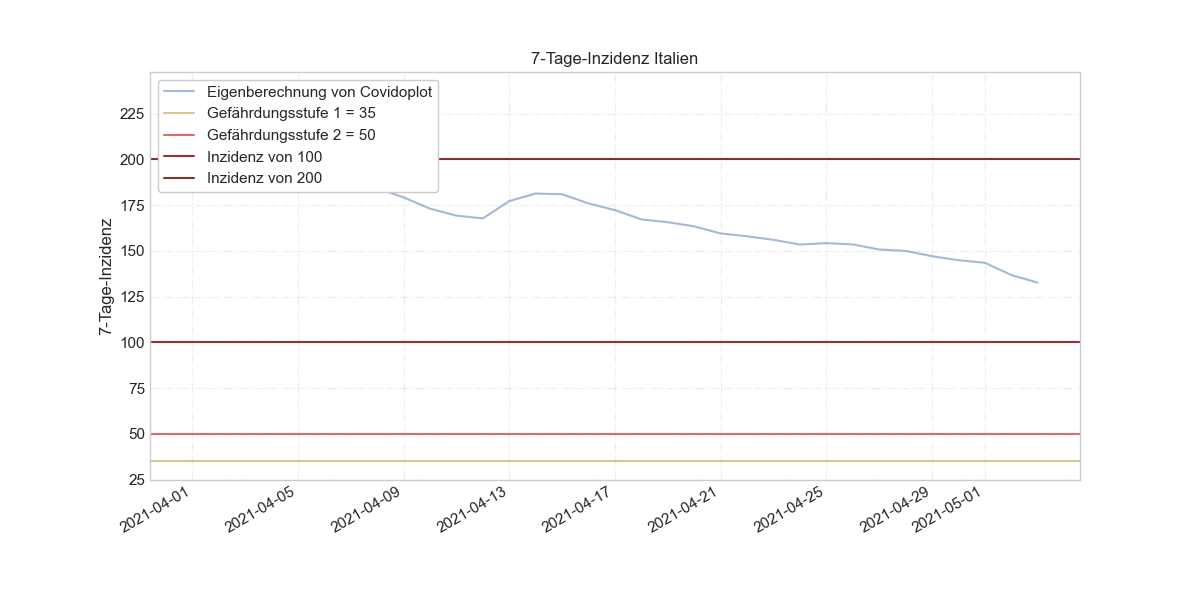 7-Tage-Inzidenz Italien
Eigenberechnung von Covidoplot
Gefährdungsstufe 1 = 35
Gefährdungsstufe 2 = 50
Inzidenz von 100
Inzidenz von 200
7-Tage-Inzidenz
225
200
175
150
125
100
75
50
25
2021-04-01
2021-04-05
2021-04-09
2021-04-13
2021-04-17
2021-04-21
2021-04-25
2021-04-29
2021-05-01